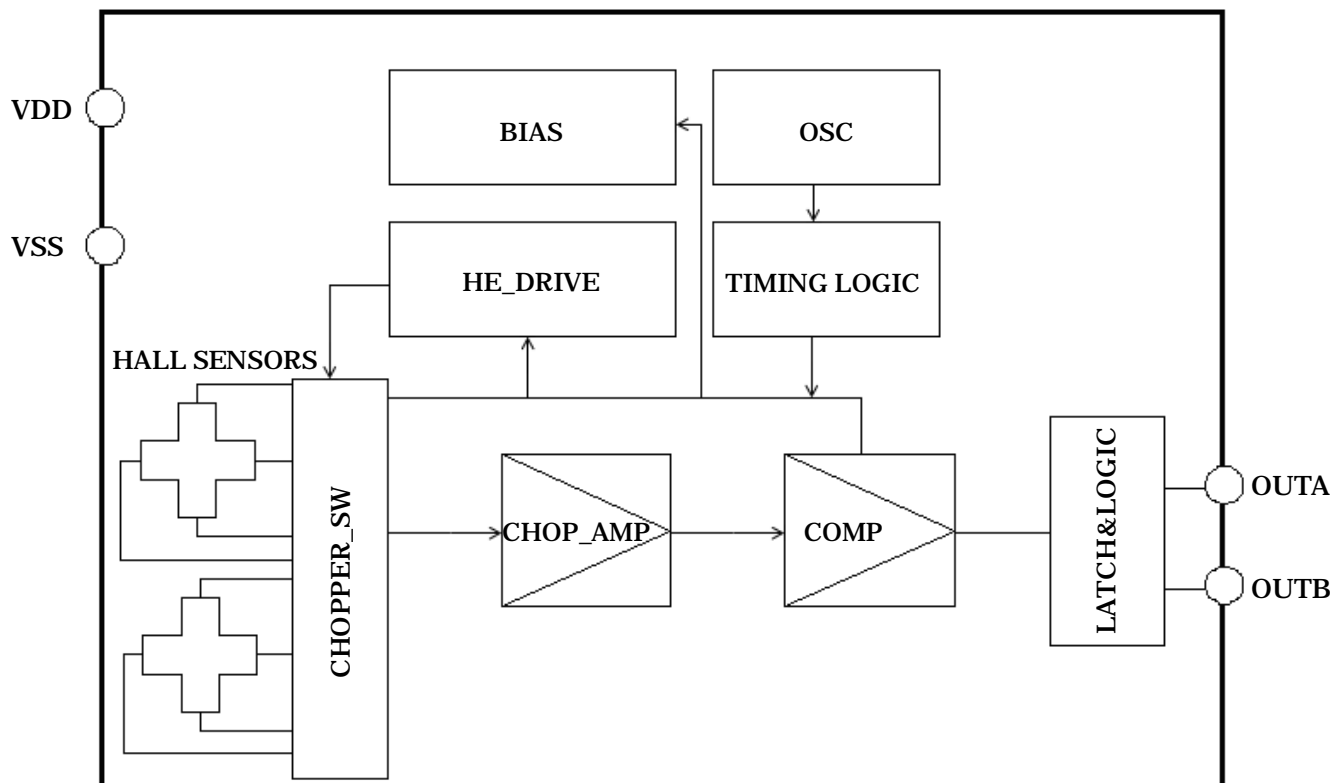 VDD
BIAS
OSC
VSS
HE_DRIVE
TIMING LOGIC
HALL SENSORS
CHOPPER_SW
CHOP_AMP
COMP
LATCH&LOGIC
OUTA
OUTB